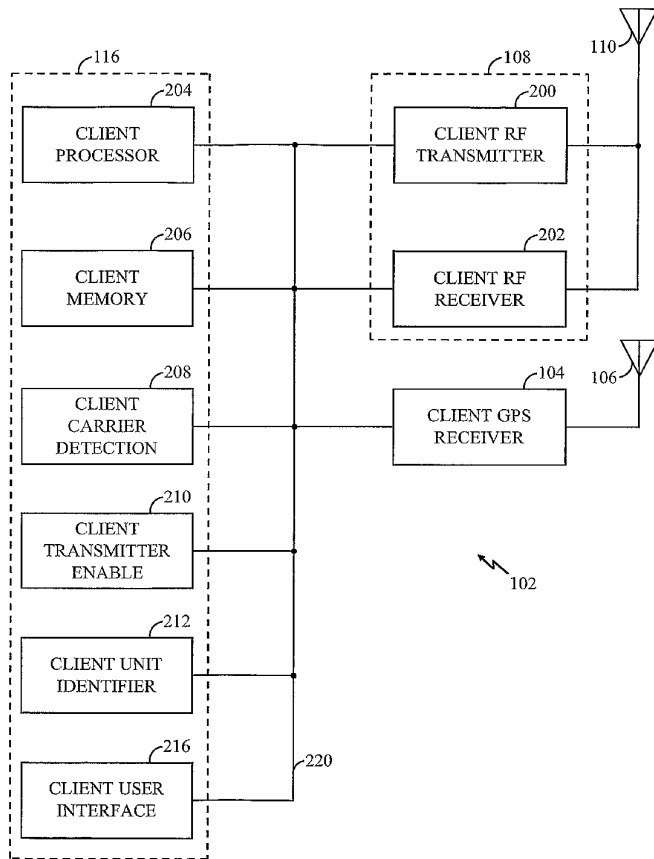 110
116
108
204
200
CLIENT
PROCESSOR
CLIENT RF
TRANSMITTER
206
202
CLIENT
MEMORY
CLIENT RF
RECEIVER
208
104
106
CLIENT
CARRIER
DETECTION
CLIENT GPS
RECEIVER
210
CLIENT
TRANSMITTER
ENABLE
102
212
CLIENT UNIT
IDENTIFIER
216
220
CLIENT USER
INTERFACE